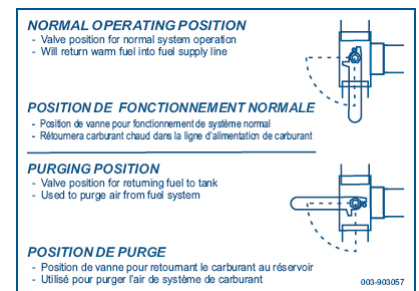 NORMAL OPERATING POSITION
- Valve position for normal system operation
- Will return warm fuel into fuel supply line
POSITION DE FONCTIONNEMENT NORMALE
- Position de vanne pour fonctionnement de système normal
- Rétournera carburant chaud dans la ligne d'alimentation de carburant
PURGING POSITION
- Valve position for returning fuel to tank
- Used to purge air from fuel system
POSITION DE PURGE
- Position de vanne pour retournant le carburant au réservoir
- Utilisé pour purger l'air de système de carburant
003-903057